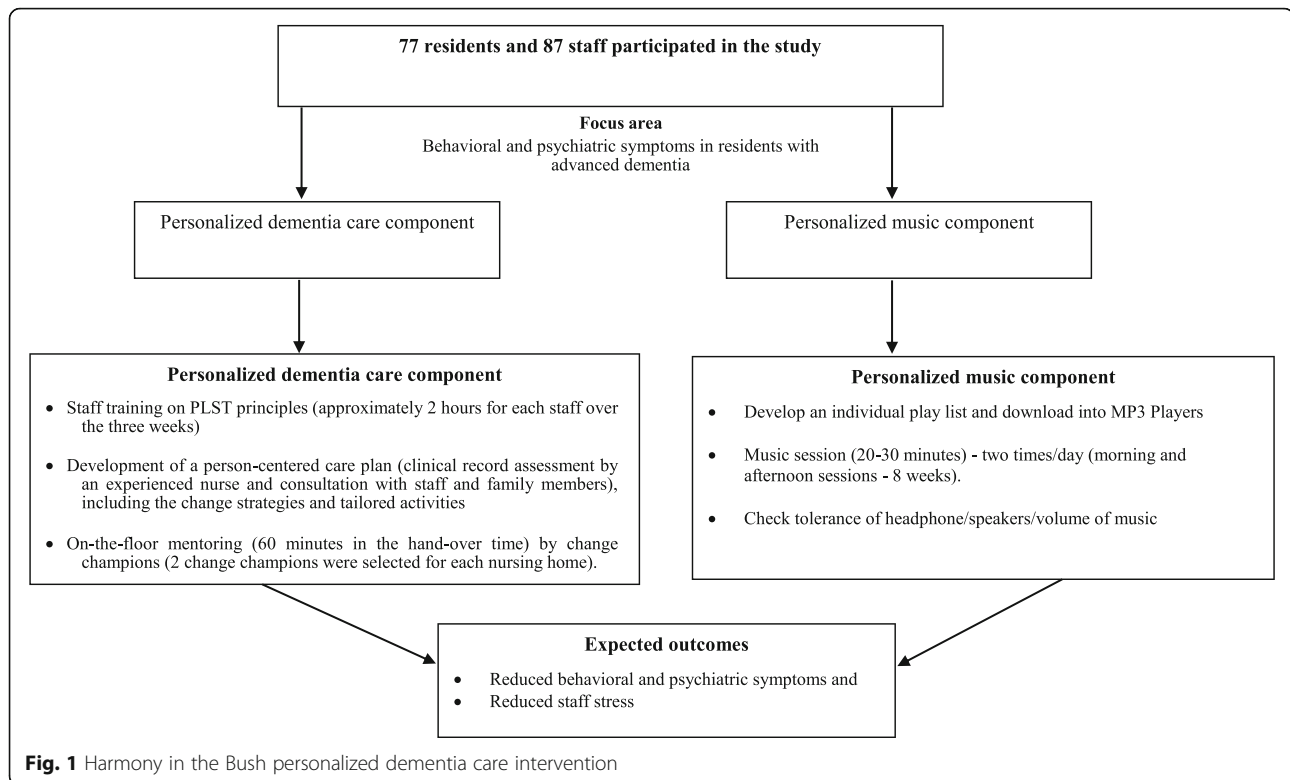 77 residents and 87 staff participated in the study
Focus area
Behavioral and psychiatric symptoms in residents with
advanced dementia
Personalized dementia care component
Personalized music component
Personalized dementia care component
• Staff training on PLST principles (approximately 2 hours for each staff over
the three weeks)
• Development of a person-centered care plan (clinical record assessment by
an experienced nurse and consultation with staff and family members),
including the change strategies and tailored activities
• On-the-floor mentoring (60 minutes in the hand-over time) by change
champions (2 change champions were selected for each nursing home).
Personalized music component
• Develop an individual play list and download into MP3 Players
• Music session (20-30 minutes) - two times/day (morning and
afternoon sessions - 8 weeks).
• Check tolerance of headphone/speakers/volume of music
Expected outcomes
• Reduced behavioral and psychiatric symptoms and
• Reduced staff stress
Fig. 1 Harmony in the Bush personalized dementia care intervention